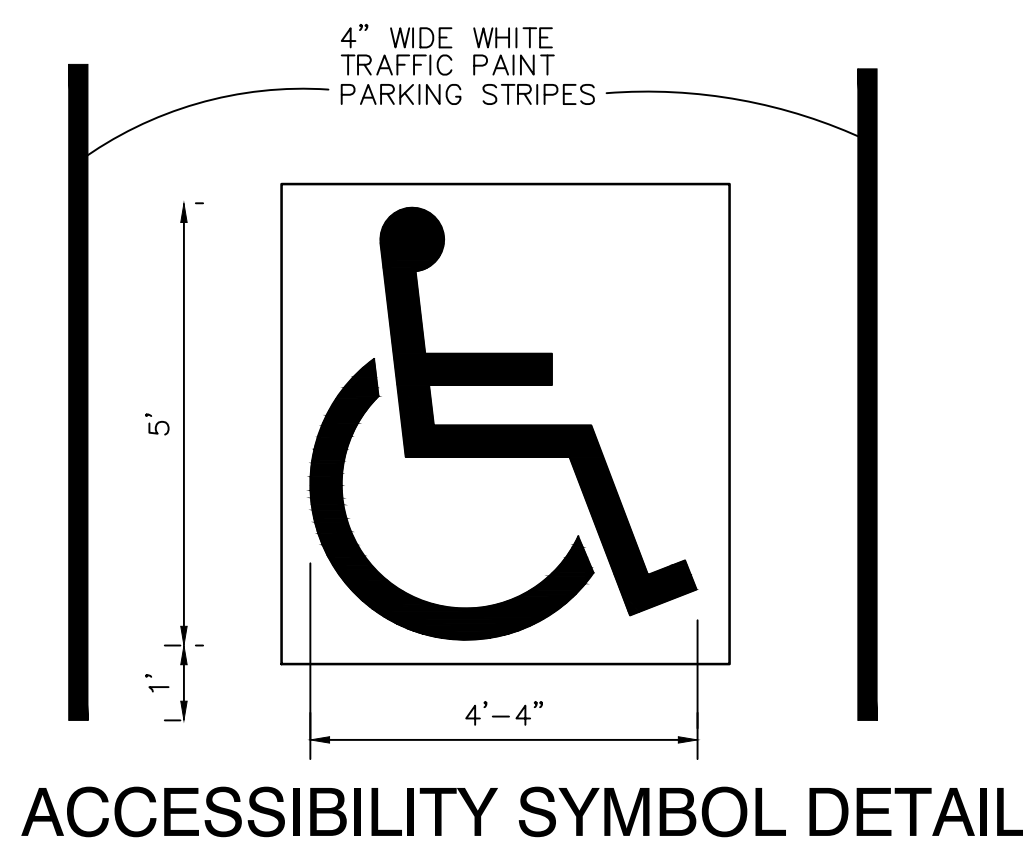 4" WIDE WHITE
TRAFFIC PAINT
PARKING STRIPES
5'
1'
4'-4"
ACCESSIBILITY SYMBOL DETAIL